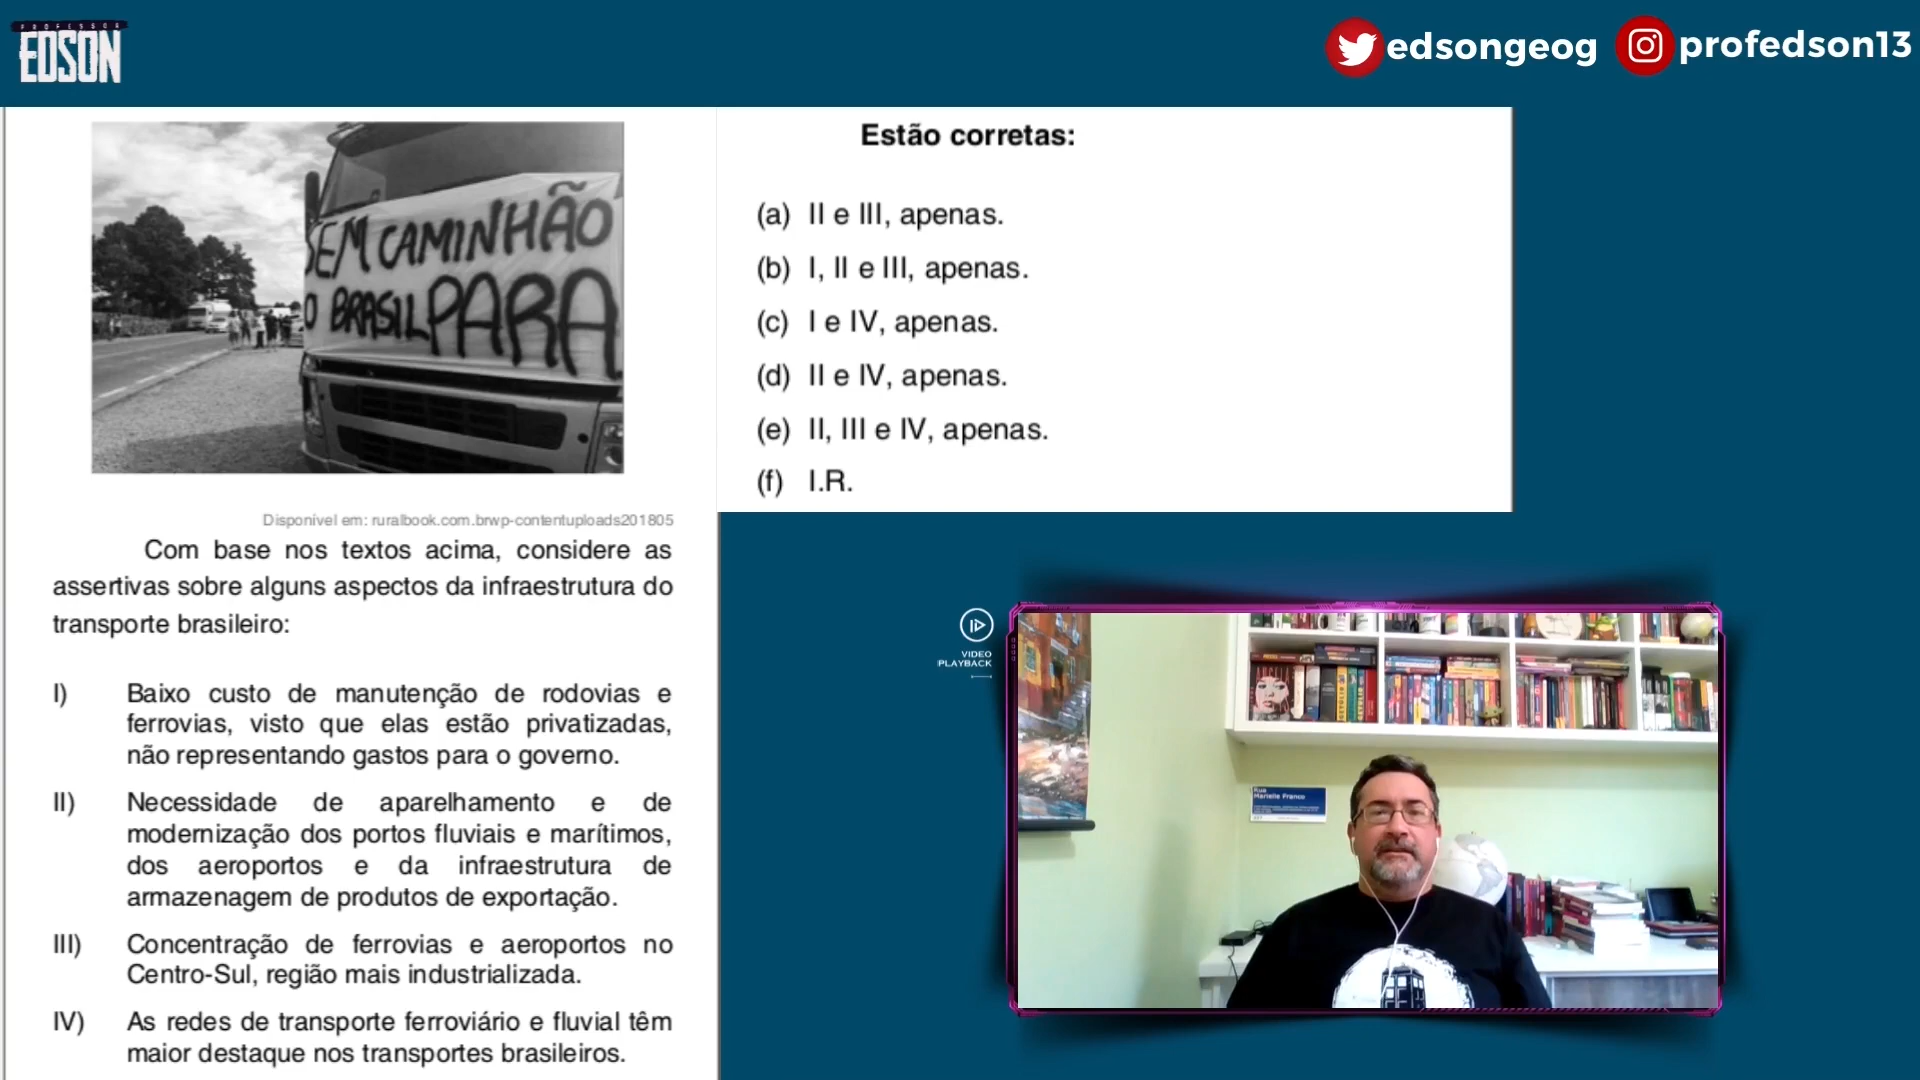 PROFESSOR
EDSON
edsongeog
profedson13
SEM CAMINHÃO
O BRASIL PARA
Disponível em: ruralbook.com.brwp-contentuploads201805
Com base nos textos acima, considere as
assertivas sobre alguns aspectos da infraestrutura do
transporte brasileiro:
I) Baixo custo de manutenção de rodovias e
ferrovias, visto que elas estão privatizadas,
não representando gastos para o governo.
II) Necessidade de aparelhamento e de
modernização dos portos fluviais e marítimos,
dos aeroportos e da infraestrutura de
armazenagem de produtos de exportação.
III) Concentração de ferrovias e aeroportos no
Centro-Sul, região mais industrializada.
IV) As redes de transporte ferroviário e fluvial têm
maior destaque nos transportes brasileiros.
Estão corretas:
(a) II e III, apenas.
(b) I, II e III, apenas.
(c) I e IV, apenas.
(d) II e IV, apenas.
(e) II, III e IV, apenas.
(f) I.R.
VIDEO
PLAYBACK
Rua
Marielle Franco